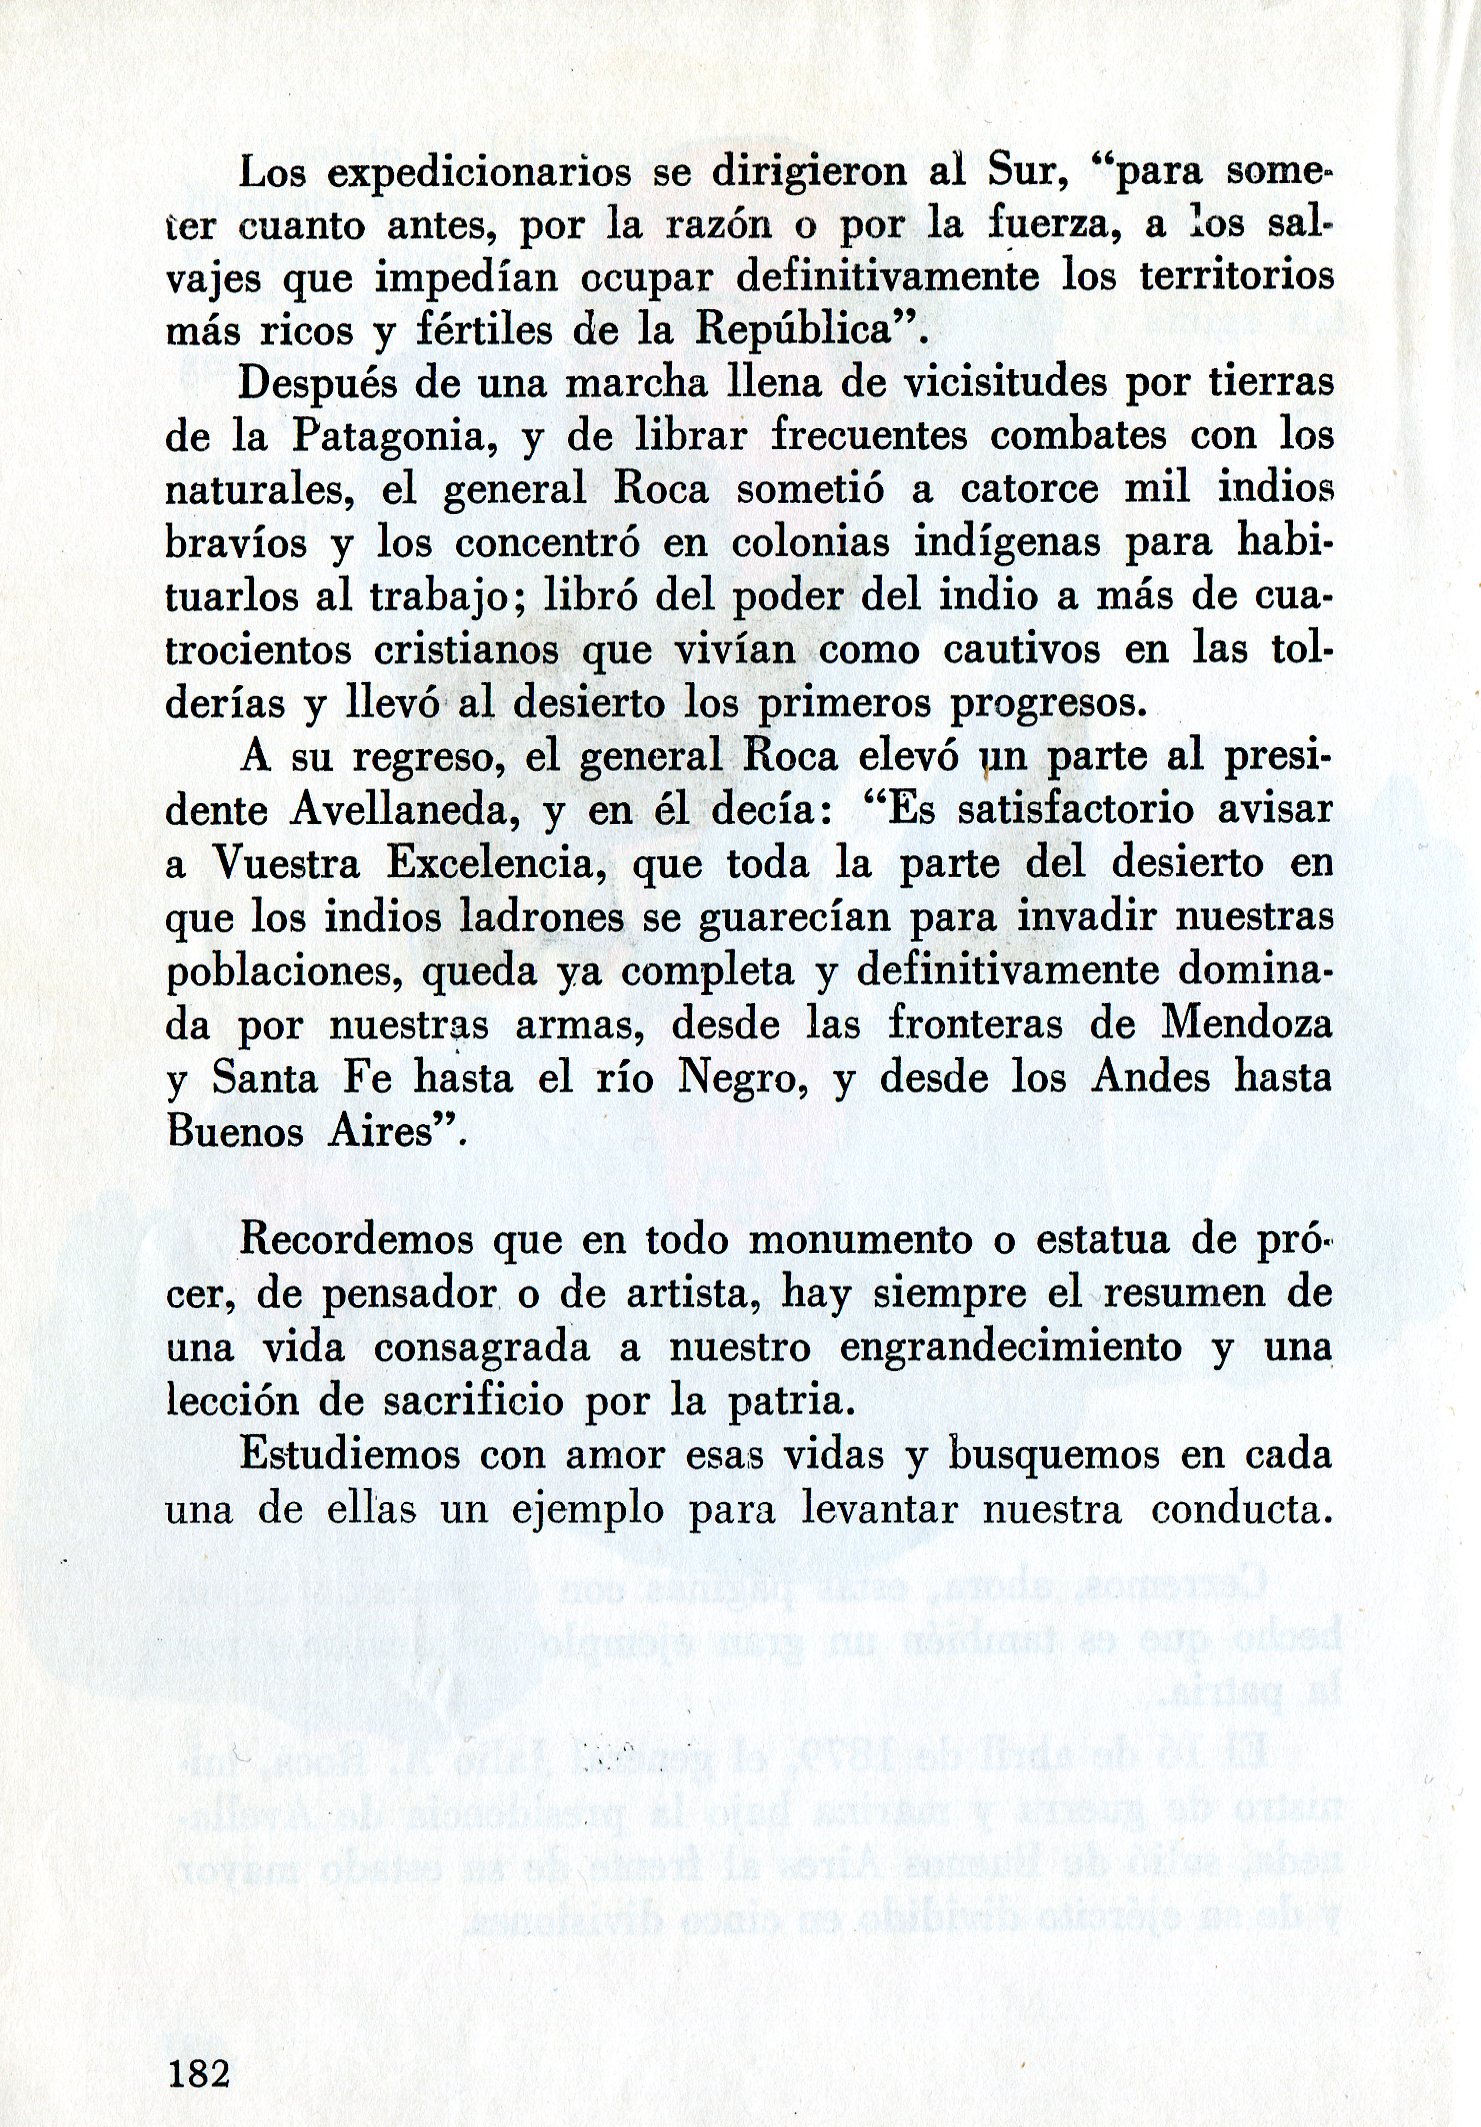 Los expedicionarios se dirigieron al Sur, “para some-
ter cuanto antes, por la razón o por la fuerza, a los sal-
vajes que impedían ocupar definitivamente los territorios
más ricos y fértiles de la República”.
Después de una marcha llena de vicisitudes por tierras
de la Patagonia, y de librar frecuentes combates con los
naturales, el general Roca sometió a catorce mil indios
bravíos y los concentró en colonias indígenas para habi-
tuarlos al trabajo; libró del poder del indio a más de cua-
trocientos cristianos que vivían como cautivos en las tol-
derías y llevó al desierto los primeros progresos.
A su regreso, el general Roca elevó un parte al presi-
dente Avellaneda, y en él decía: “Es satisfactorio avisar
a Vuestra Excelencia, que toda la parte del desierto en
que los indios ladrones se guarecían para invadir nuestras
poblaciones, queda ya completa y definitivamente domina-
da por nuestras armas, desde las fronteras de Mendoza
y Santa Fe hasta el río Negro, y desde los Andes hasta
Buenos Aires”.
Recordemos que en todo monumento o estatua de pró-
cer, de pensador o de artista, hay siempre el resumen de
una vida consagrada a nuestro engrandecimiento y una
lección de sacrificio por la patria.
Estudiemos con amor esas vidas y busquemos en cada
una de ellas un ejemplo para levantar nuestra conducta.
182